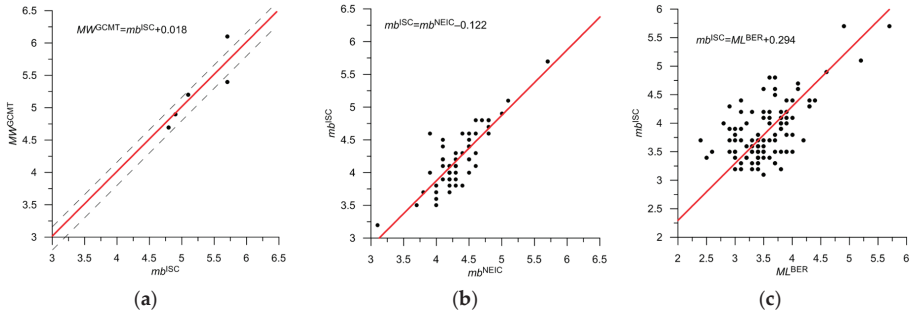 MW^GCMT=mb^ISC+0.018
MW^GCMT
6.5
6
5.5
5
4.5
4
3.5
3
3 3.5 4 4.5 5 5.5 6 6.5
mb^ISC
(a)
mb^ISC=mb^NEIC–0.122
mb^ISC
6.5
6
5.5
5
4.5
4
3.5
3
3 3.5 4 4.5 5 5.5 6 6.5
mb^NEIC
(b)
mb^ISC=ML^BER+0.294
mb^ISC
6
5.5
5
4.5
4
3.5
3
2.5
2
2 2.5 3 3.5 4 4.5 5 5.5 6
ML^BER
(c)